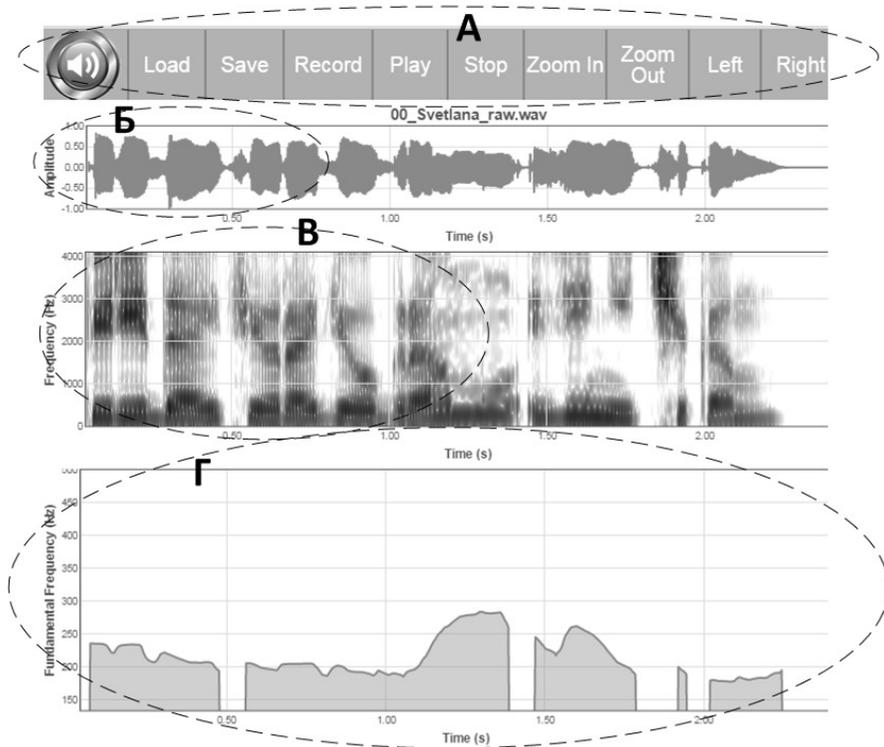 А
Load Save Record Play Stop Zoom In Zoom Out Left Right
Б
00_Svetlana_raw.wav
1.00
0.50
0.00
-0.50
-1.00
Amplitude
0.50 1.00 1.50 2.00
Time (s)
В
4000
3000
2000
1000
0
Frequency (Hz)
0.50 1.00 1.50 2.00
Time (s)
Г
500
450
400
350
300
250
200
150
Fundamental Frequency (Hz)
0.50 1.00 1.50 2.00
Time (s)